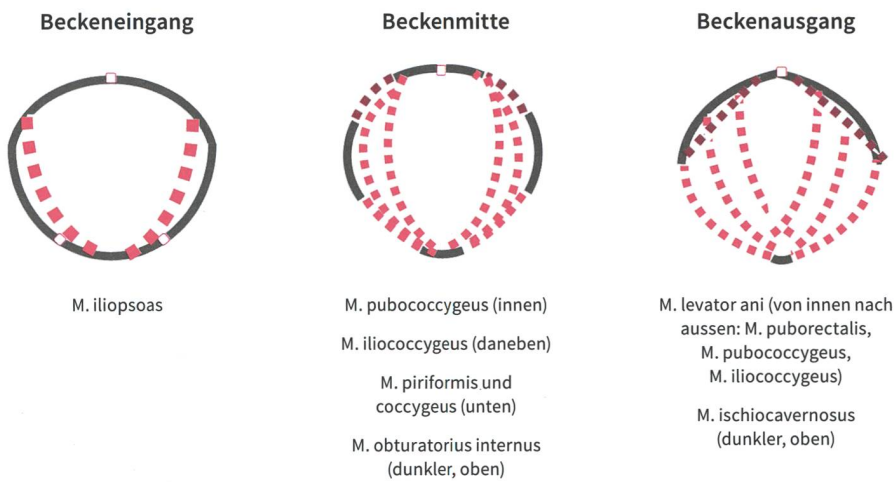 Beckeneingang
M. iliopsoas
Beckenmitte
M. pubococcygeus (innen)
M. iliococcygeus (daneben)
M. piriformis und
coccygeus (unten)
M. obturatorius internus
(dunkler, oben)
Beckenausgang
M. levator ani (von innen nach
aussen: M. puborectalis,
M. pubococcygeus,
M. iliococcygeus)
M. ischiocavernosus
(dunkler, oben)